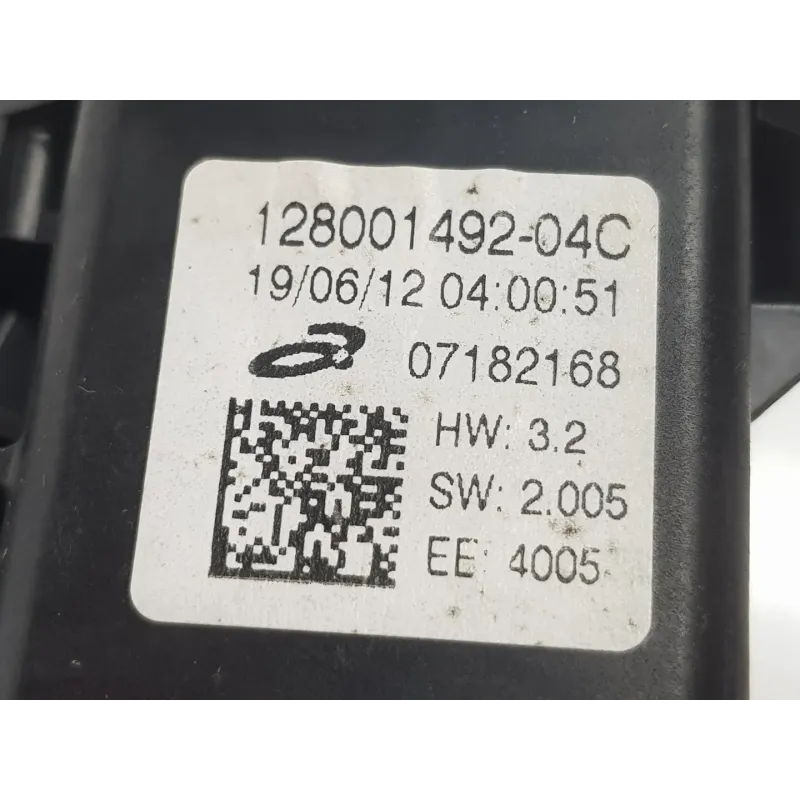 128001492-04C
19/06/12 04:00:51
07182168
HW: 3.2
SW: 2.005
EE: 4005